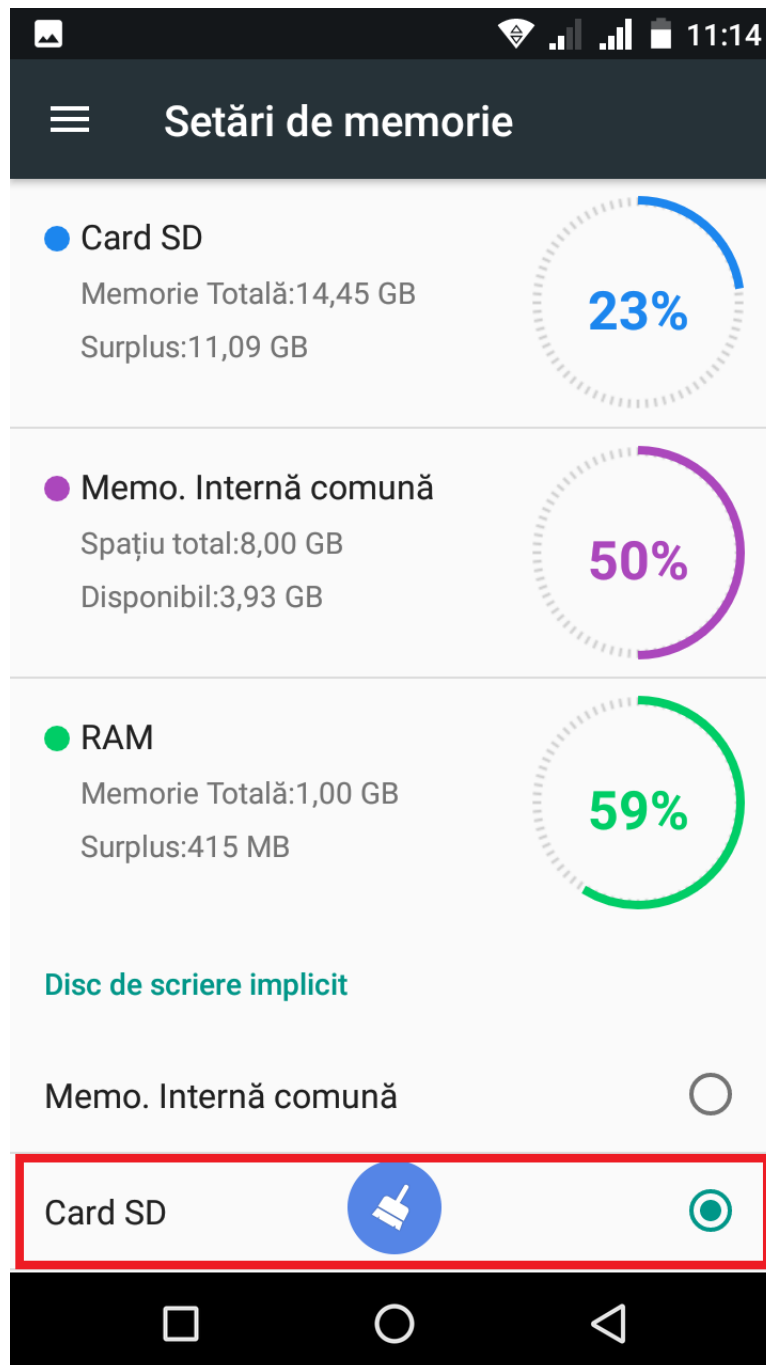 11:14
Setări de memorie
Card SD
Memorie Totală:14,45 GB
Surplus:11,09 GB
23%
Memo. Internă comună
Spațiu total:8,00 GB
Disponibil:3,93 GB
50%
RAM
Memorie Totală:1,00 GB
Surplus:415 MB
59%
Disc de scriere implicit
Memo. Internă comună
Card SD